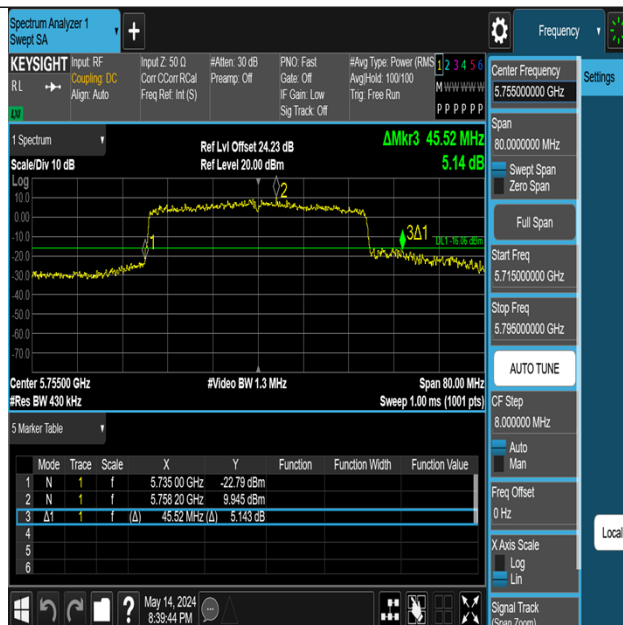 Spectrum Analyzer 1
Swept SA
+
Frequency
KEYSIGHT
RL
Input: RF
Coupling: DC
Align: Auto
Input Z: 50 Ω
Corr CCorr RCal
Freq Ref: Int (S)
#Atten: 30 dB
Preamp: Off
PNO: Fast
Gate: Off
IF Gain: Low
Sig Track: Off
#Avg Type: Power (RMS
Avg|Hold: 100/100
Trig: Free Run
1 2 3 4 5 6
M W W W W W
P P P P P P
1 Spectrum
Scale/Div 10 dB
Log
Ref Lvl Offset 24.23 dB
Ref Level 20.00 dBm
ΔMkr3 45.52 MHz
5.14 dB
10.0
0.00
-10.0
-20.0
-30.0
-40.0
-50.0
-60.0
-70.0
1
2
3Δ1
DL1 -16.06 dBm
Center 5.75500 GHz
#Res BW 430 kHz
#Video BW 1.3 MHz
Span 80.00 MHz
Sweep 1.00 ms (1001 pts)
5 Marker Table
Mode Trace Scale X Y Function Function Width Function Value
1 N 1 f 5.735 00 GHz -22.79 dBm
2 N 1 f 5.758 20 GHz 9.945 dBm
3 Δ1 1 f (Δ) 45.52 MHz (Δ) 5.143 dB
4
5
6
May 14, 2024
8:39:44 PM
?
Center Frequency
5.755000000 GHz
Span
80.0000000 MHz
Swept Span
Zero Span
Full Span
Start Freq
5.715000000 GHz
Stop Freq
5.795000000 GHz
AUTO TUNE
CF Step
8.000000 MHz
Auto
Man
Freq Offset
0 Hz
X Axis Scale
Log
Lin
Signal Track
(Span Zoom)
Settings
Local